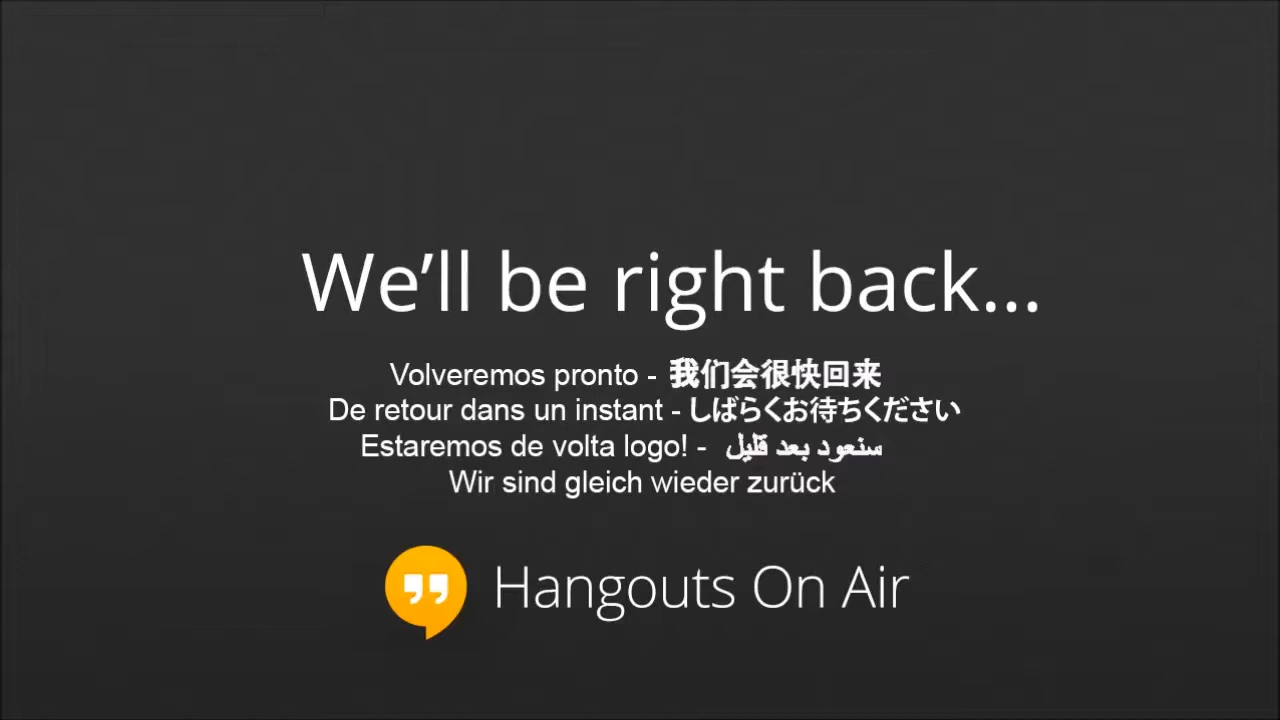 We’ll be right back...
Volveremos pronto - 我们会很快回来
De retour dans un instant - しばらくお待ちください
Estaremos de volta logo! - سنعود بعد قليل
Wir sind gleich wieder zurück
Hangouts On Air